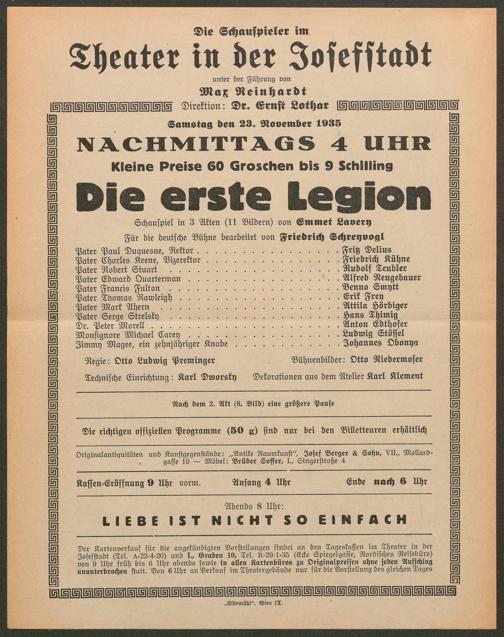 Die Schauspieler im
Theater in der Josefstadt
unter der Führung von
Max Reinhardt
Direktion: Dr. Ernst Lothar
Samstag den 23. November 1935
NACHMITTAGS 4 UHR
Kleine Preise 60 Groschen bis 9 Schilling
Die erste Legion
Schauspiel in 3 Akten (11 Bildern) von Emmet Lavery
Für die deutsche Bühne bearbeitet von Friedrich Schreyvogl
Pater Paul Duquesne, Rektor . . . . . Fritz Delius
Pater Charles Keene, Vizerektor . . . . . Friedrich Kühne
Pater Robert Stuart . . . . . Rudolf Teubler
Pater Edward Quarterman . . . . . Alfred Neugebauer
Pater Francis Fulton . . . . . Benno Smytt
Pater Thomas Rawleigh . . . . . Erik Frey
Pater Mark Ahern . . . . . Attila Hörbiger
Pater Serge Strelsky . . . . . Hans Thimig
Dr. Peter Morell . . . . . Anton Edthofer
Monsignore Michael Carey . . . . . Ludwig Stössel
Jimmy Magee, ein zehnjähriger Knabe . . . . . Johannes Obonya
Regie: Otto Ludwig Preminger Bühnenbilder: Otto Niedermoser
Technische Einrichtung: Karl Dworsky Dekorationen aus dem Atelier Karl Klement
Nach dem 2. Akt (8. Bild) eine größere Pause
Die richtigen offiziellen Programme (50 g) sind nur bei den Billetteuren erhältlich
Originalantiquitäten und Kunstgegenstände: „Antike Raumkunst", Josef Berger & Sohn, VII., Mollard-
gasse 10 — Möbel: Brüder Soffer, I., Singerstraße 4
Kassen-Eröffnung 9 Uhr vorm. Anfang 4 Uhr Ende nach 6 Uhr
Abends 8 Uhr:
LIEBE IST NICHT SO EINFACH
Der Kartenverkauf für die angekündigten Vorstellungen findet an den Tageskassen im Theater in der
Josefstadt (Tel. A-22-4-20) und I., Graben 10, Tel. R-29-1-35 (Ecke Spiegelgasse, Nordisches Reisebüro)
von 9 Uhr früh bis 6 Uhr abends sowie in allen Kartenbüros zu Originalpreisen ohne jeden Aufschlag
ununterbrochen statt. Von 6 Uhr an Verkauf im Theatergebäude nur für die Vorstellung des gleichen Tages
„Elbemühl", Wien IX.